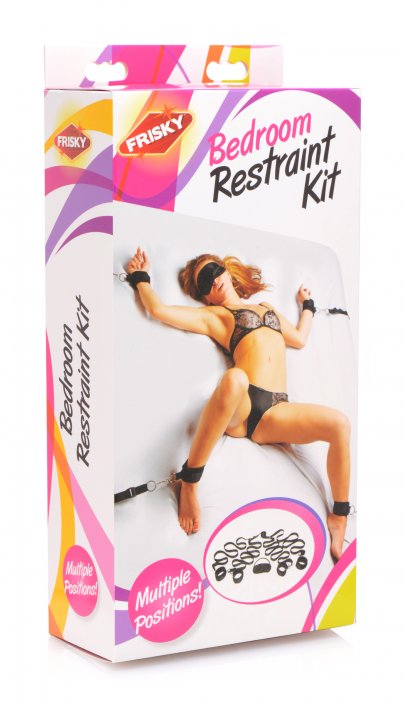 FRISKY
Bedroom
Restraint Kit
Multiple
Positions!
FRISKY
Bedroom
Restraint
Kit
Multiple
Positions!